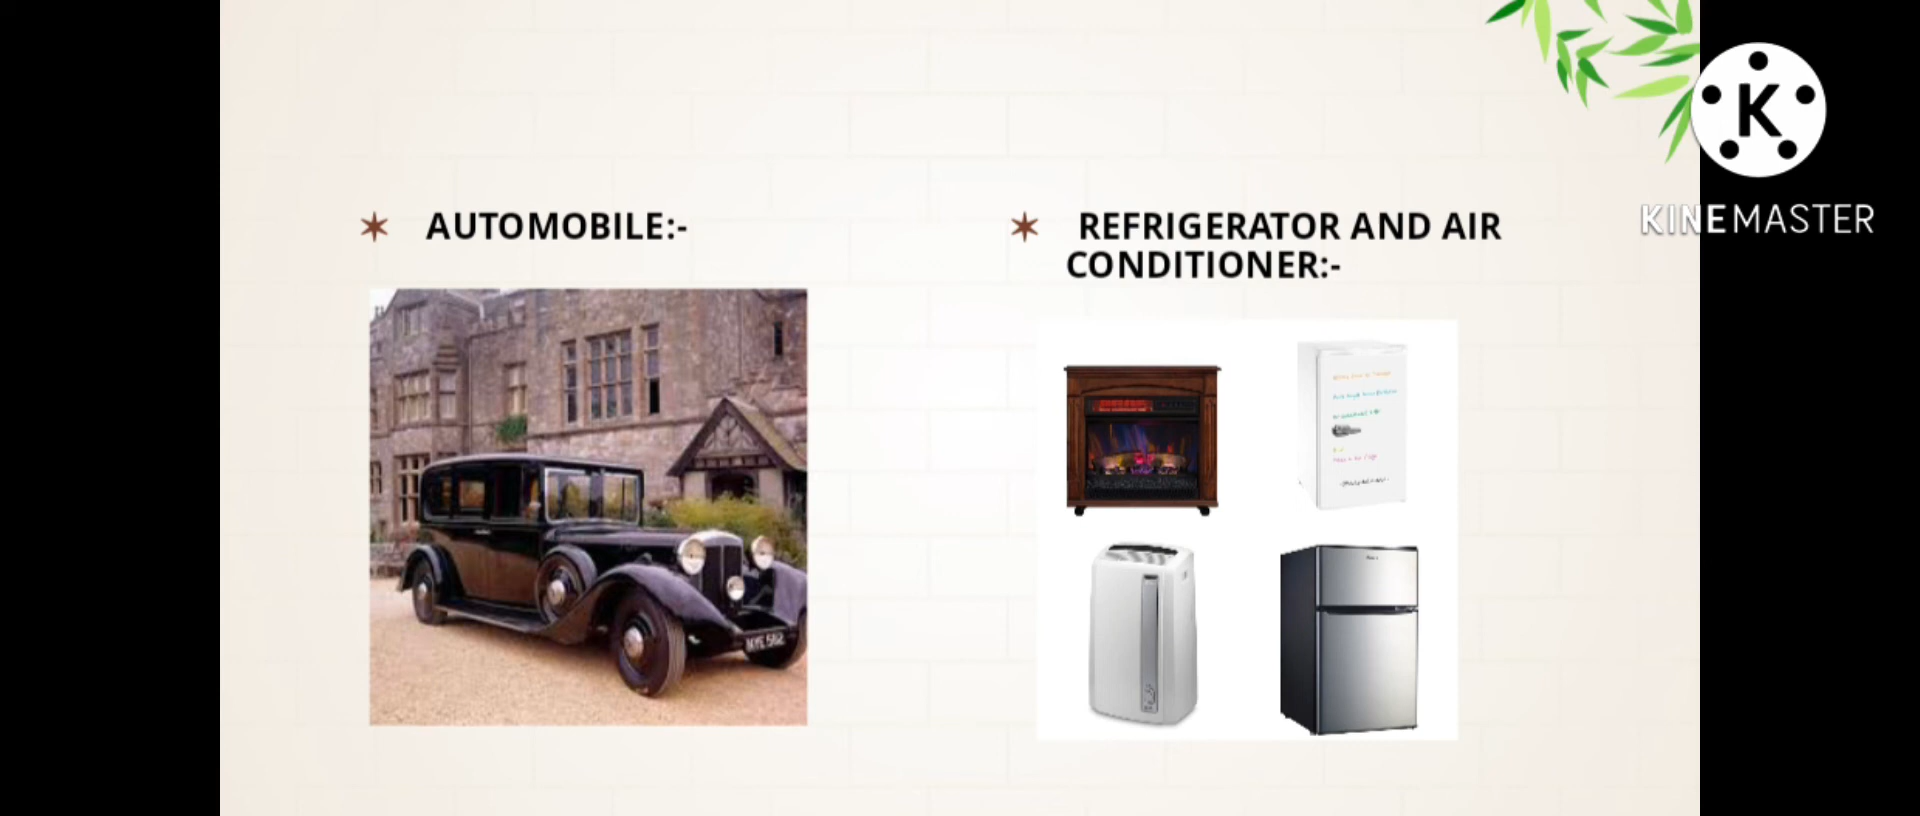 AUTOMOBILE:-
REFRIGERATOR AND AIR
CONDITIONER:-
K
KINEMASTER